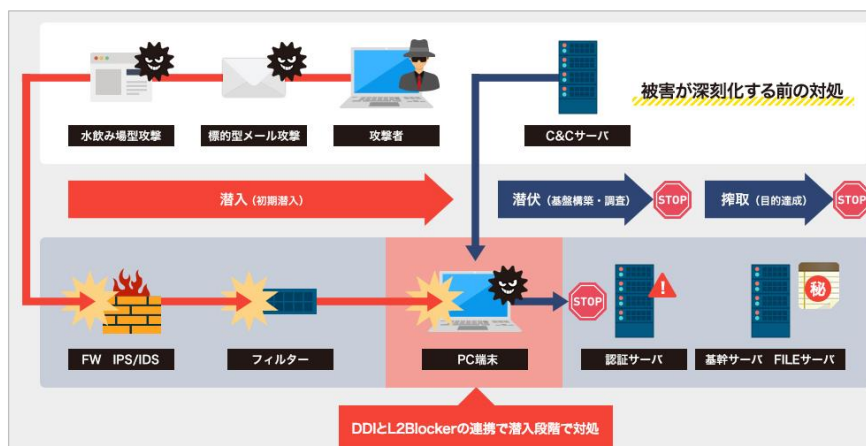 被害が深刻化する前の対処
水飲み場型攻撃
標的型メール攻撃
攻撃者
C&Cサーバ
潜入（初期潜入）
潜伏（基盤構築・調査）
STOP
搾取（目的達成）
STOP
STOP
!
秘
FW IPS/IDS
フィルター
PC端末
認証サーバ
基幹サーバ FILEサーバ
DDIとL2Blockerの連携で潜入段階で対処